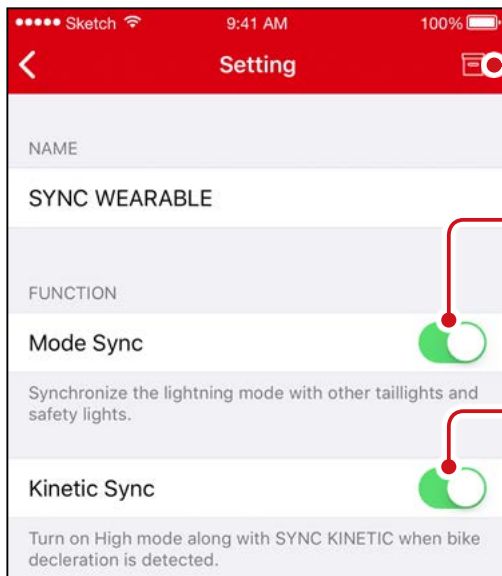 ●●●●● Sketch 9:41 AM 100%
Setting
NAME
SYNC WEARABLE
FUNCTION
Mode Sync
Synchronize the lightning mode with other taillights and
safety lights.
Kinetic Sync
Turn on High mode along with SYNC KINETIC when bike
decleration is detected.